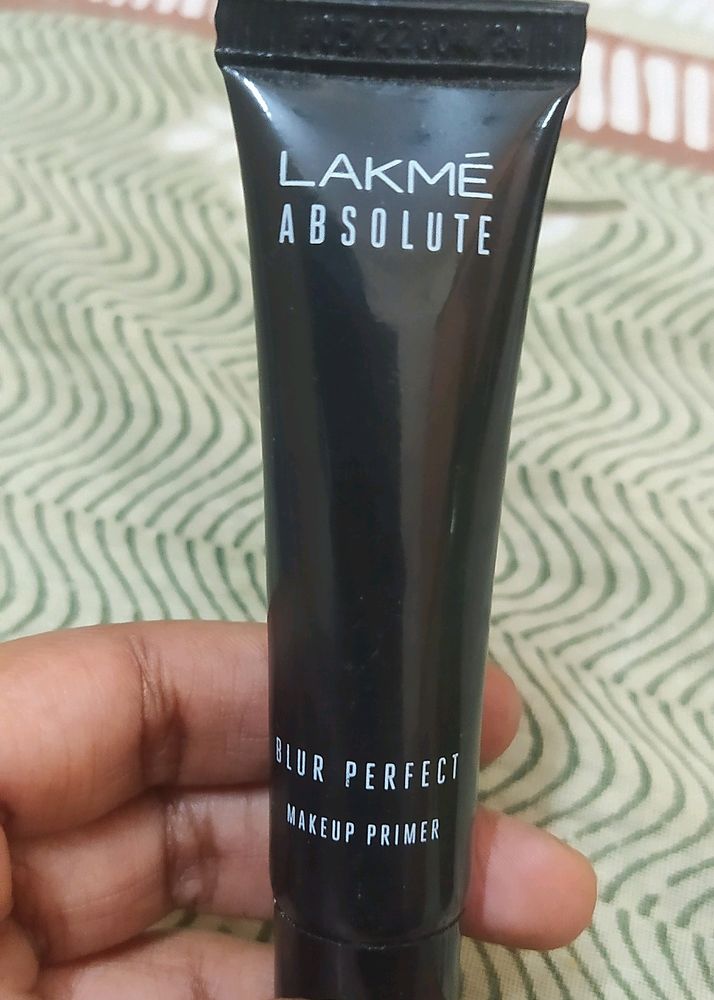 LAKMÉ
ABSOLUTE
BLUR PERFECT
MAKEUP PRIMER